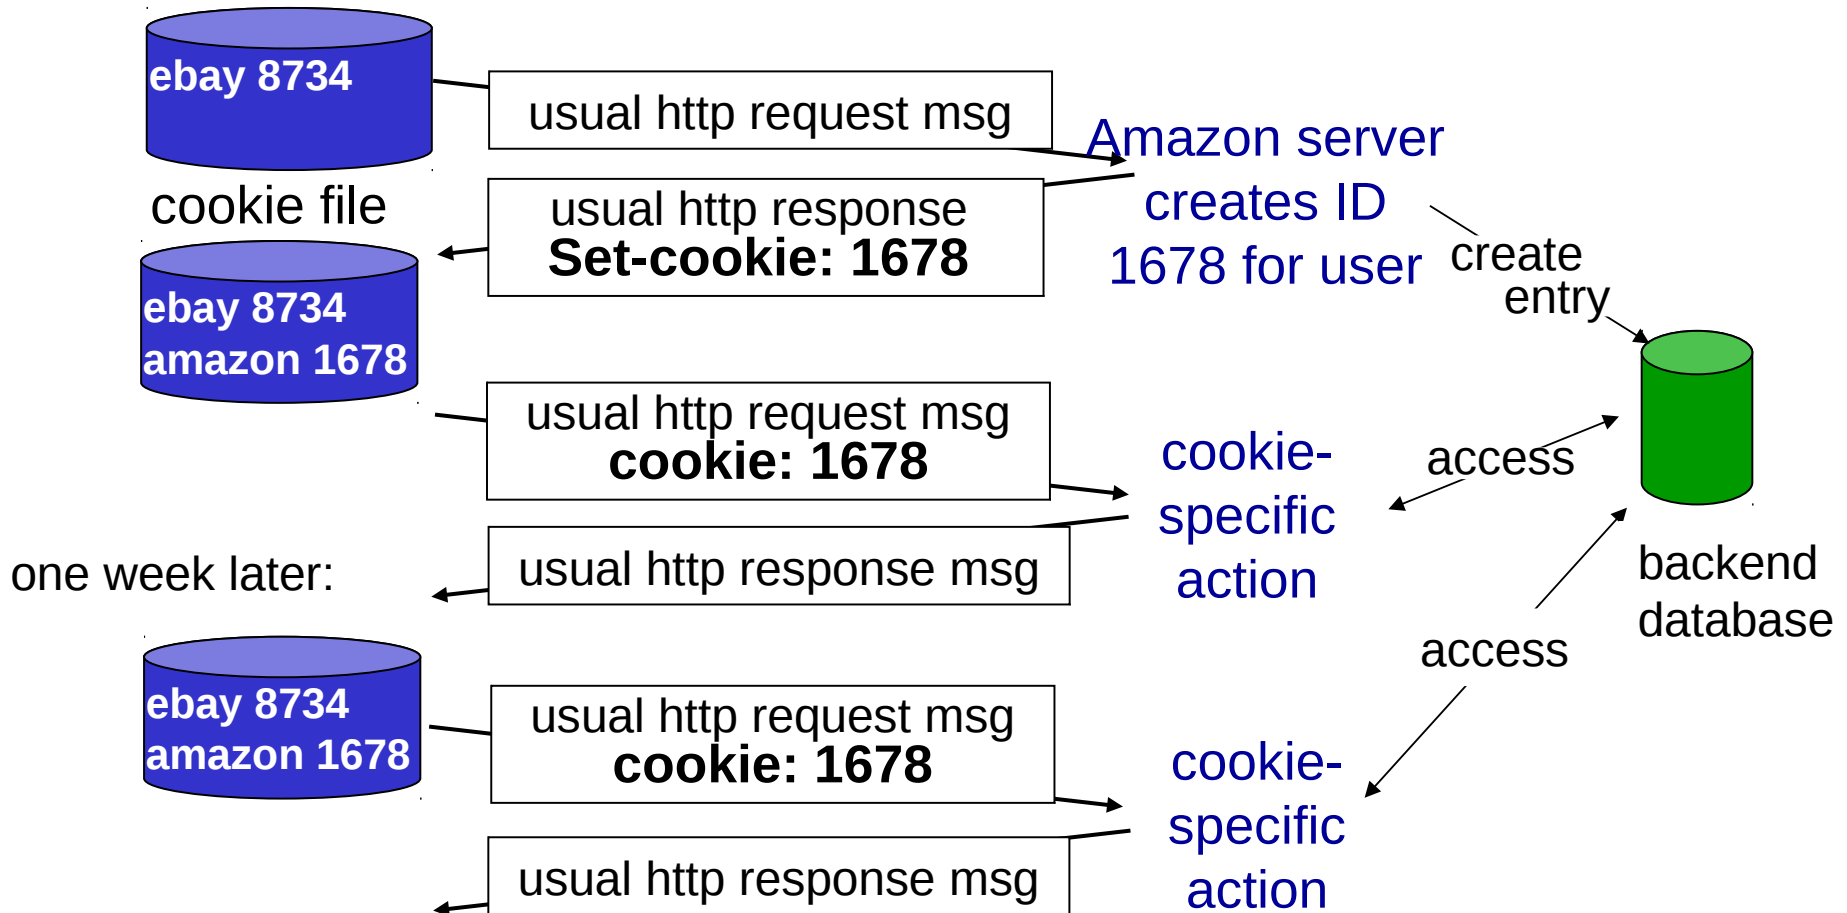 ebay 8734
usual http request msg
Amazon server
creates ID
1678 for user
cookie file
usual http response
Set-cookie: 1678
create
entry
ebay 8734
amazon 1678
usual http request msg
cookie: 1678
cookie-
specific
action
access
usual http response msg
one week later:
backend
database
access
ebay 8734
amazon 1678
usual http request msg
cookie: 1678
cookie-
specific
action
usual http response msg